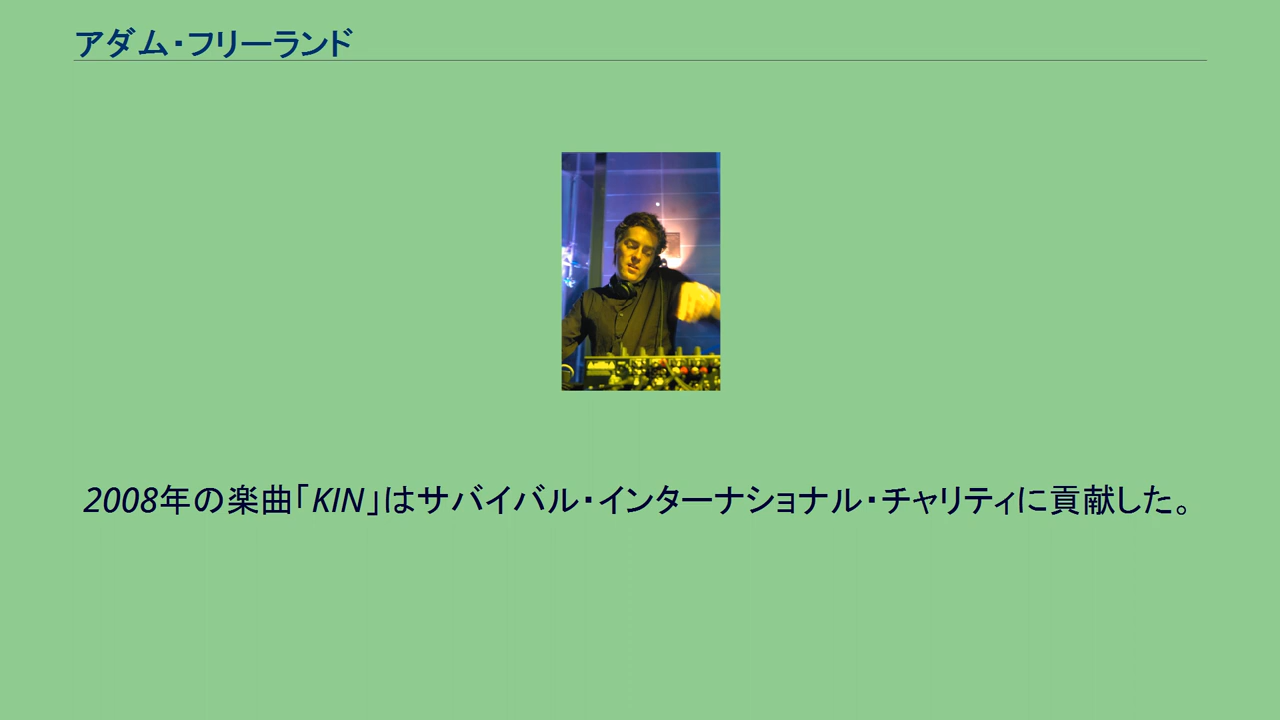 アダム・フリーランド
2008年の楽曲「KIN」はサバイバル・インターナショナル・チャリティに貢献した。